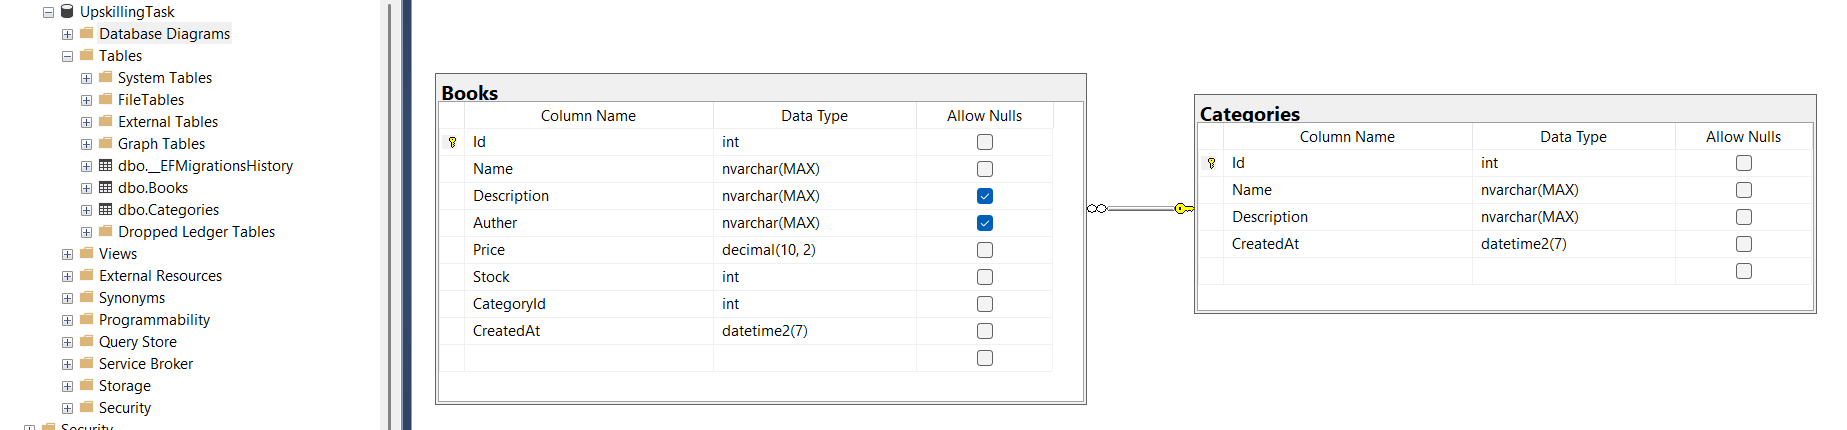 UpskillingTask
Database Diagrams
Tables
System Tables
FileTables
External Tables
Graph Tables
dbo.__EFMigrationsHistory
dbo.Books
dbo.Categories
Dropped Ledger Tables
Views
External Resources
Synonyms
Programmability
Query Store
Service Broker
Storage
Security
Security
Books
Column Name Data Type Allow Nulls
Id int
Name nvarchar(MAX)
Description nvarchar(MAX)
Auther nvarchar(MAX)
Price decimal(10, 2)
Stock int
CategoryId int
CreatedAt datetime2(7)
Categories
Column Name Data Type Allow Nulls
Id int
Name nvarchar(MAX)
Description nvarchar(MAX)
CreatedAt datetime2(7)